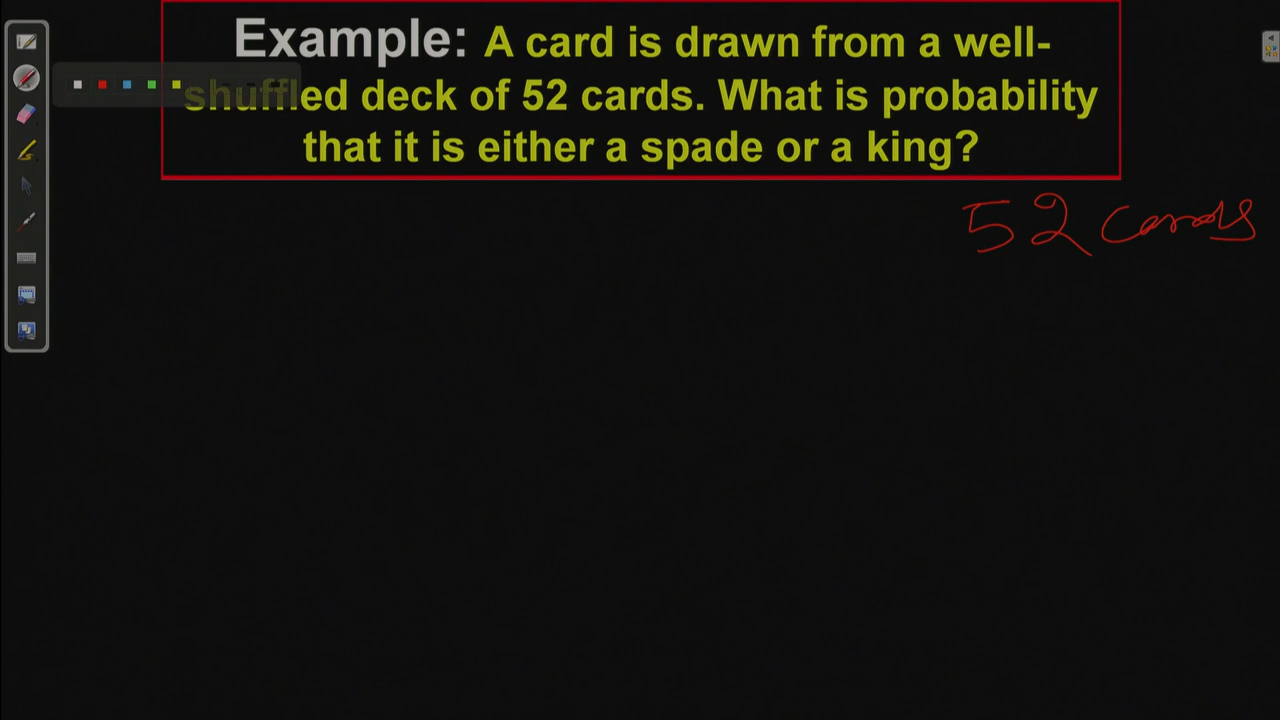 Example: A card is drawn from a well-
shuffled deck of 52 cards. What is probability
that it is either a spade or a king?
52 cards